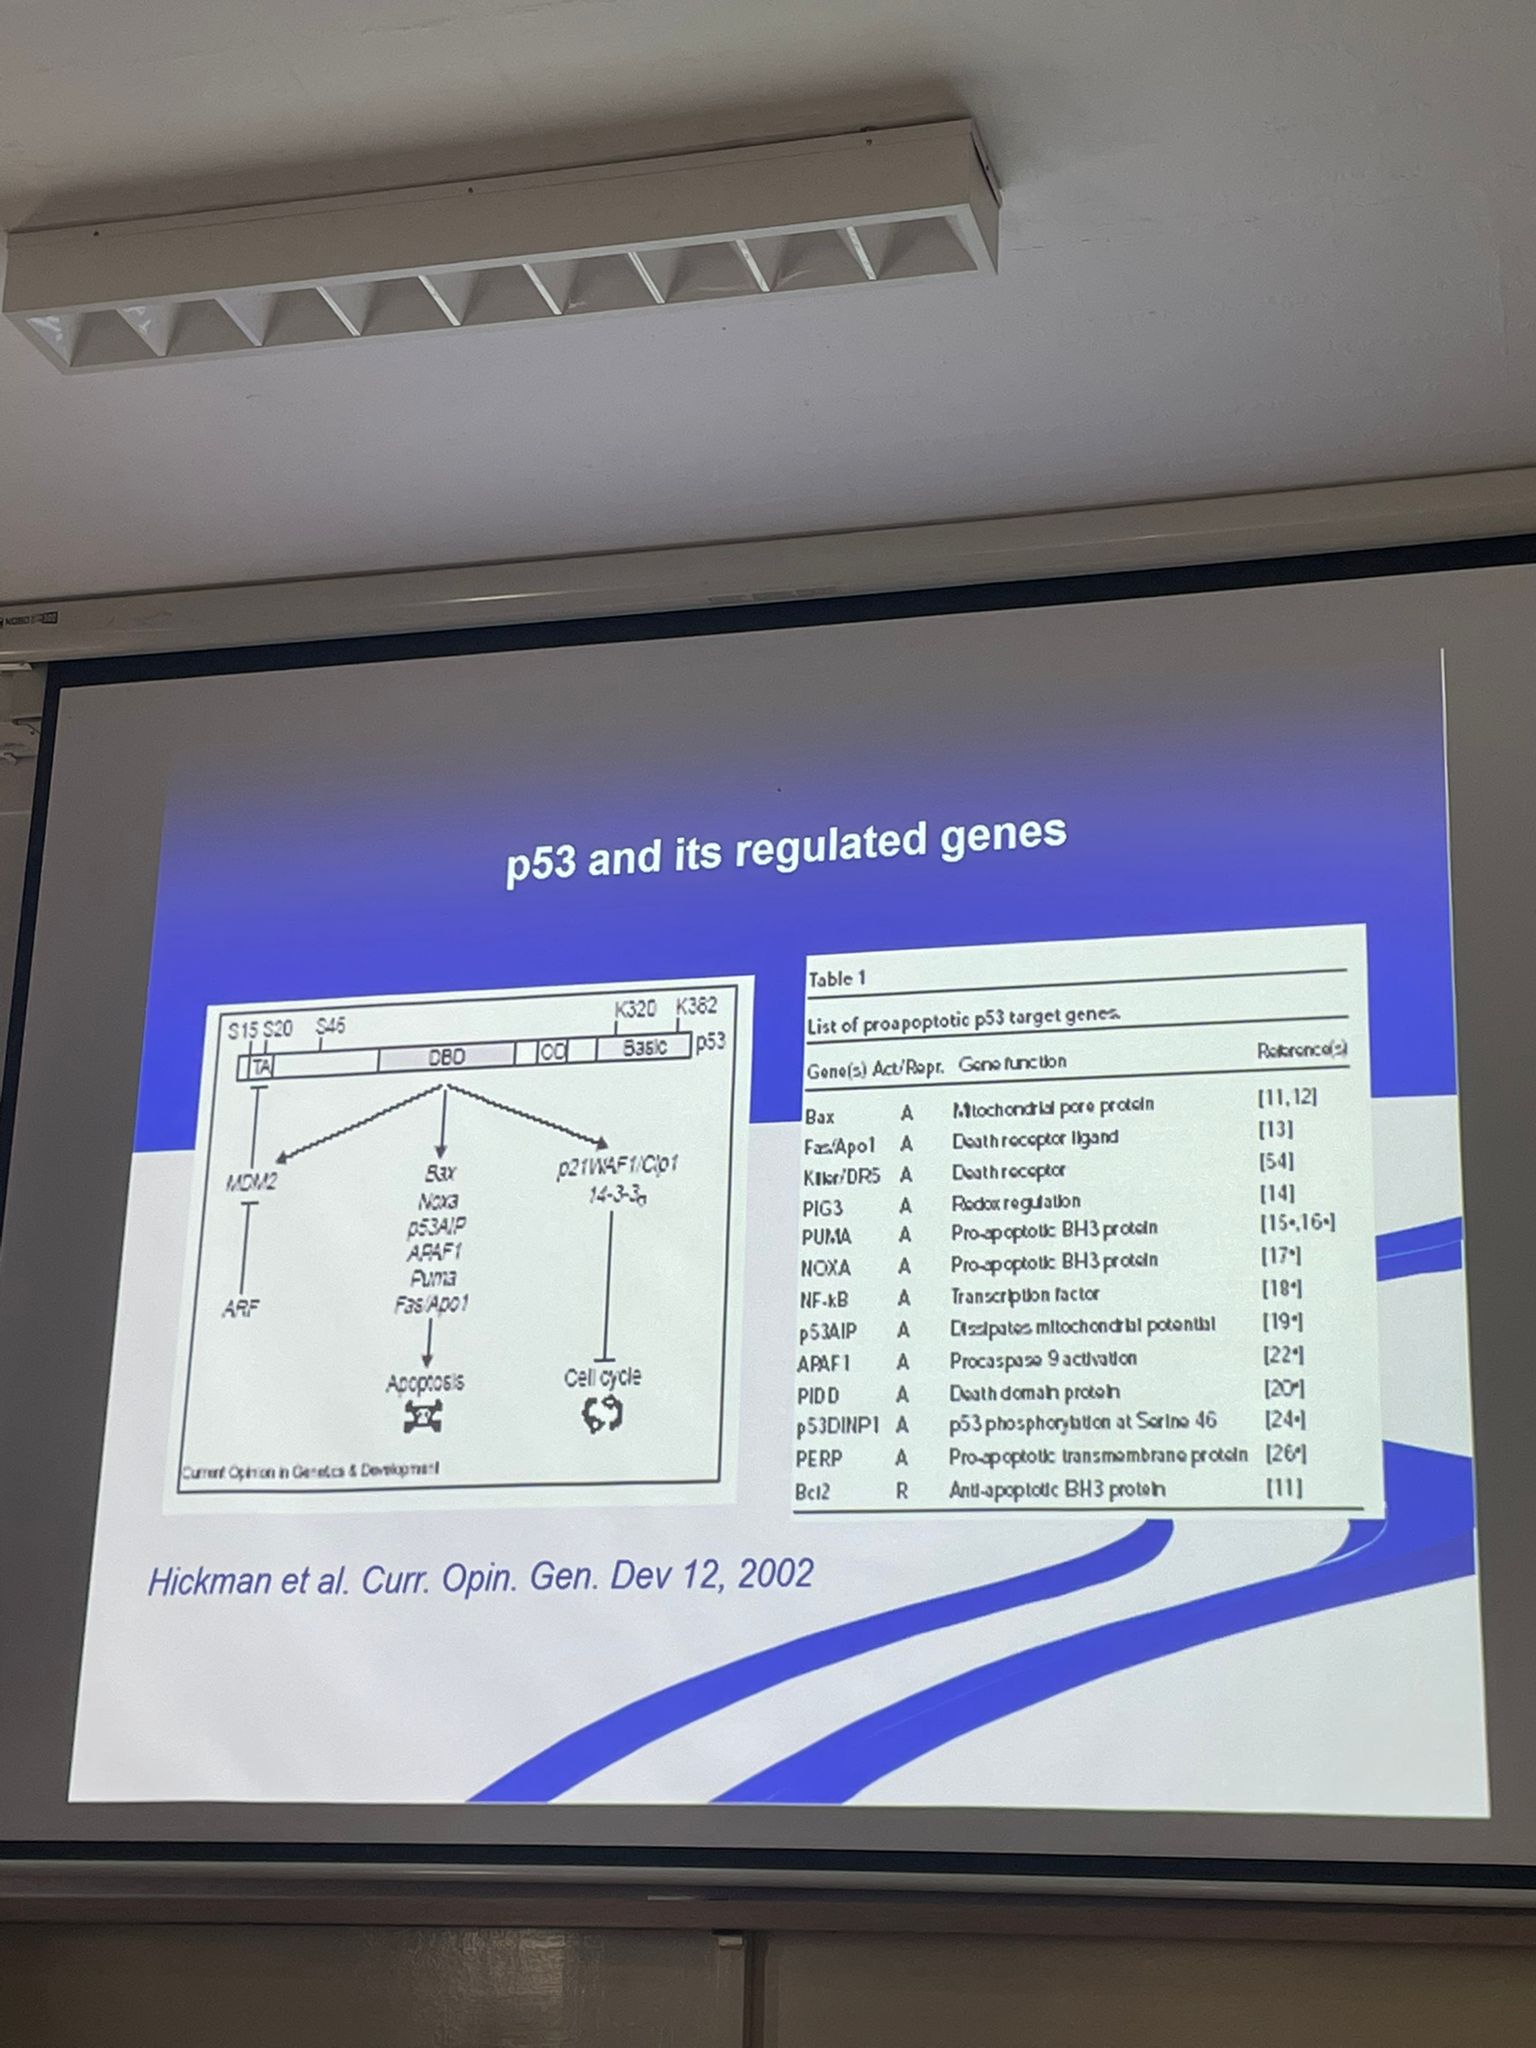 p53 and its regulated genes
S15 S20 S46 K320 K382
TA DBD OD Basic p53
MDM2
ARF
Bax
Noxa
p53AIP
APAF1
Puma
Fas/Apo1
Apoptosis
p21WAF1/Cip1
14-3-3σ
Cell cycle
Current Opinion in Genetics & Development
Table 1
List of proapoptotic p53 target genes.
Gene(s) Act/Repr. Gene function Reference(s)
Bax A Mitochondrial pore protein [11,12]
Fas/Apo1 A Death receptor ligand [13]
Killer/DR5 A Death receptor [54]
PIG3 A Redox regulation [14]
PUMA A Pro-apoptotic BH3 protein [15•,16•]
NOXA A Pro-apoptotic BH3 protein [17•]
NF-kB A Transcription factor [18•]
p53AIP A Dissipates mitochondrial potential [19•]
APAF1 A Procaspase 9 activation [22•]
PIDD A Death domain protein [20•]
p53DINP1 A p53 phosphorylation at Serine 46 [24•]
PERP A Pro-apoptotic transmembrane protein [26•]
Bcl2 R Anti-apoptotic BH3 protein [11]
Hickman et al. Curr. Opin. Gen. Dev 12, 2002